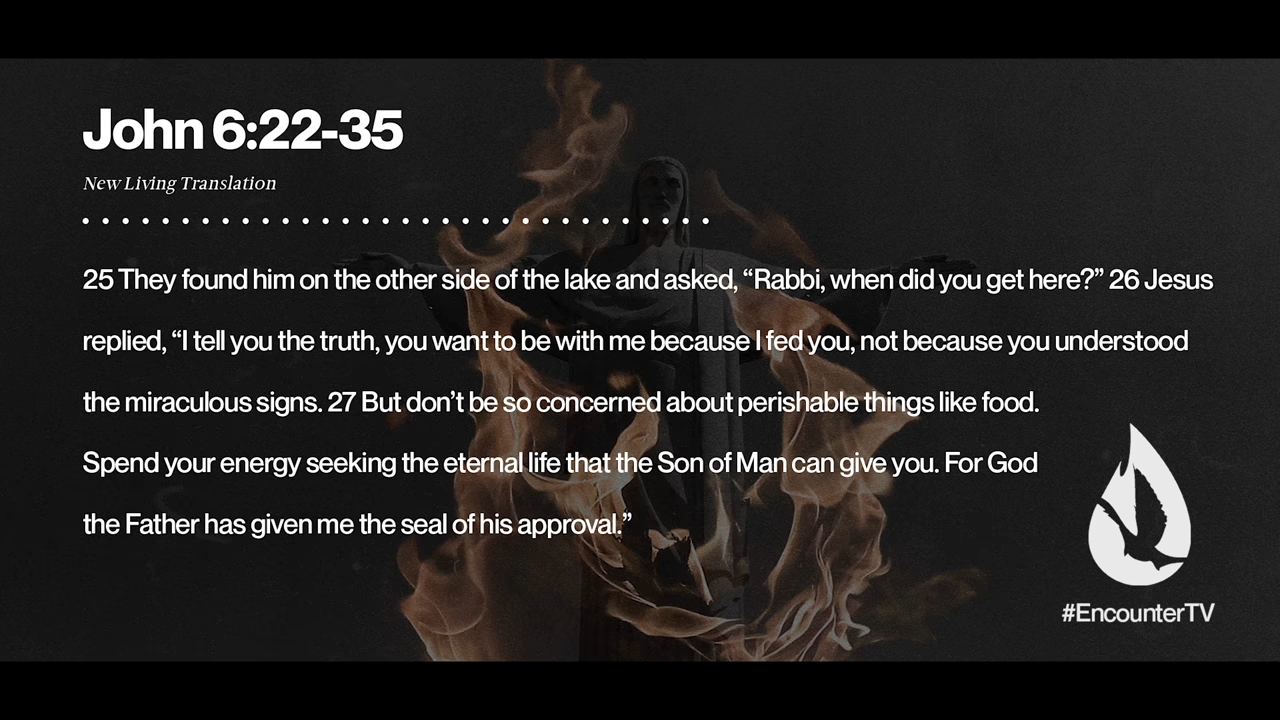 John 6:22-35
New Living Translation
25 They found him on the other side of the lake and asked, “Rabbi, when did you get here?” 26 Jesus
replied, “I tell you the truth, you want to be with me because I fed you, not because you understood
the miraculous signs. 27 But don’t be so concerned about perishable things like food.
Spend your energy seeking the eternal life that the Son of Man can give you. For God
the Father has given me the seal of his approval.”
#EncounterTV